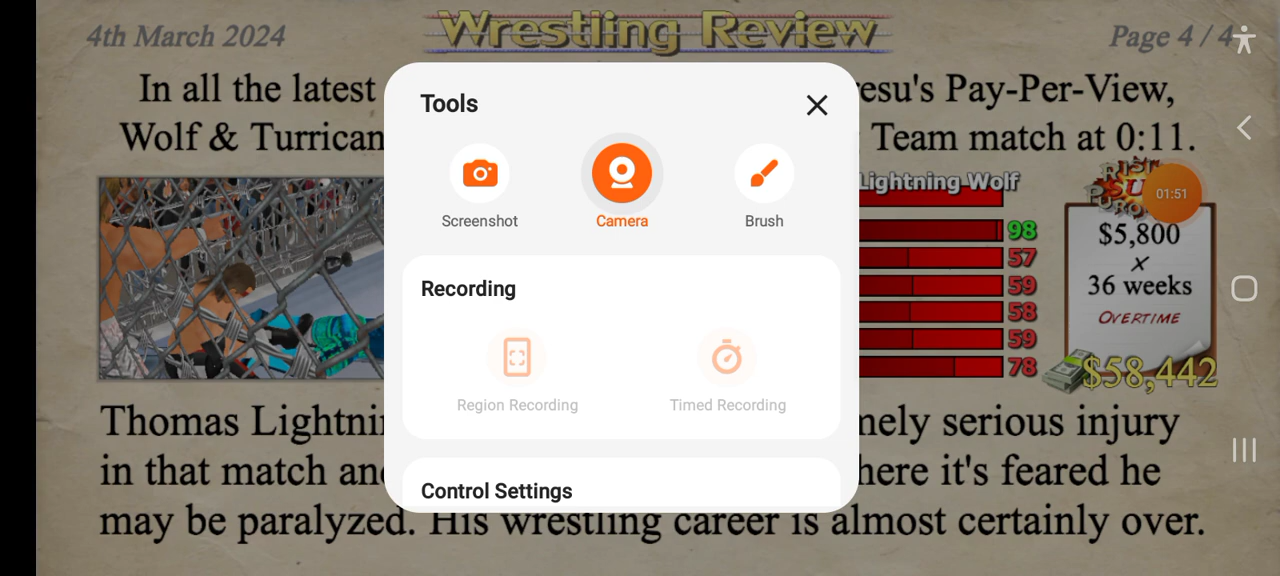 4th March 2024
Wrestling Review
Page 4 / 4
In all the latest
resu's Pay-Per-View,
Wolf & Turrican
Team match at 0:11.
Tools
Screenshot
Camera
Brush
Recording
Region Recording
Timed Recording
Control Settings
Lightning Wolf
98
57
59
58
59
78
01:51
$5,800
x
36 weeks
OVERTIME
$58,442
Thomas Lightni
mely serious injury
in that match and
here it's feared he
may be paralyzed. His wrestling career is almost certainly over.